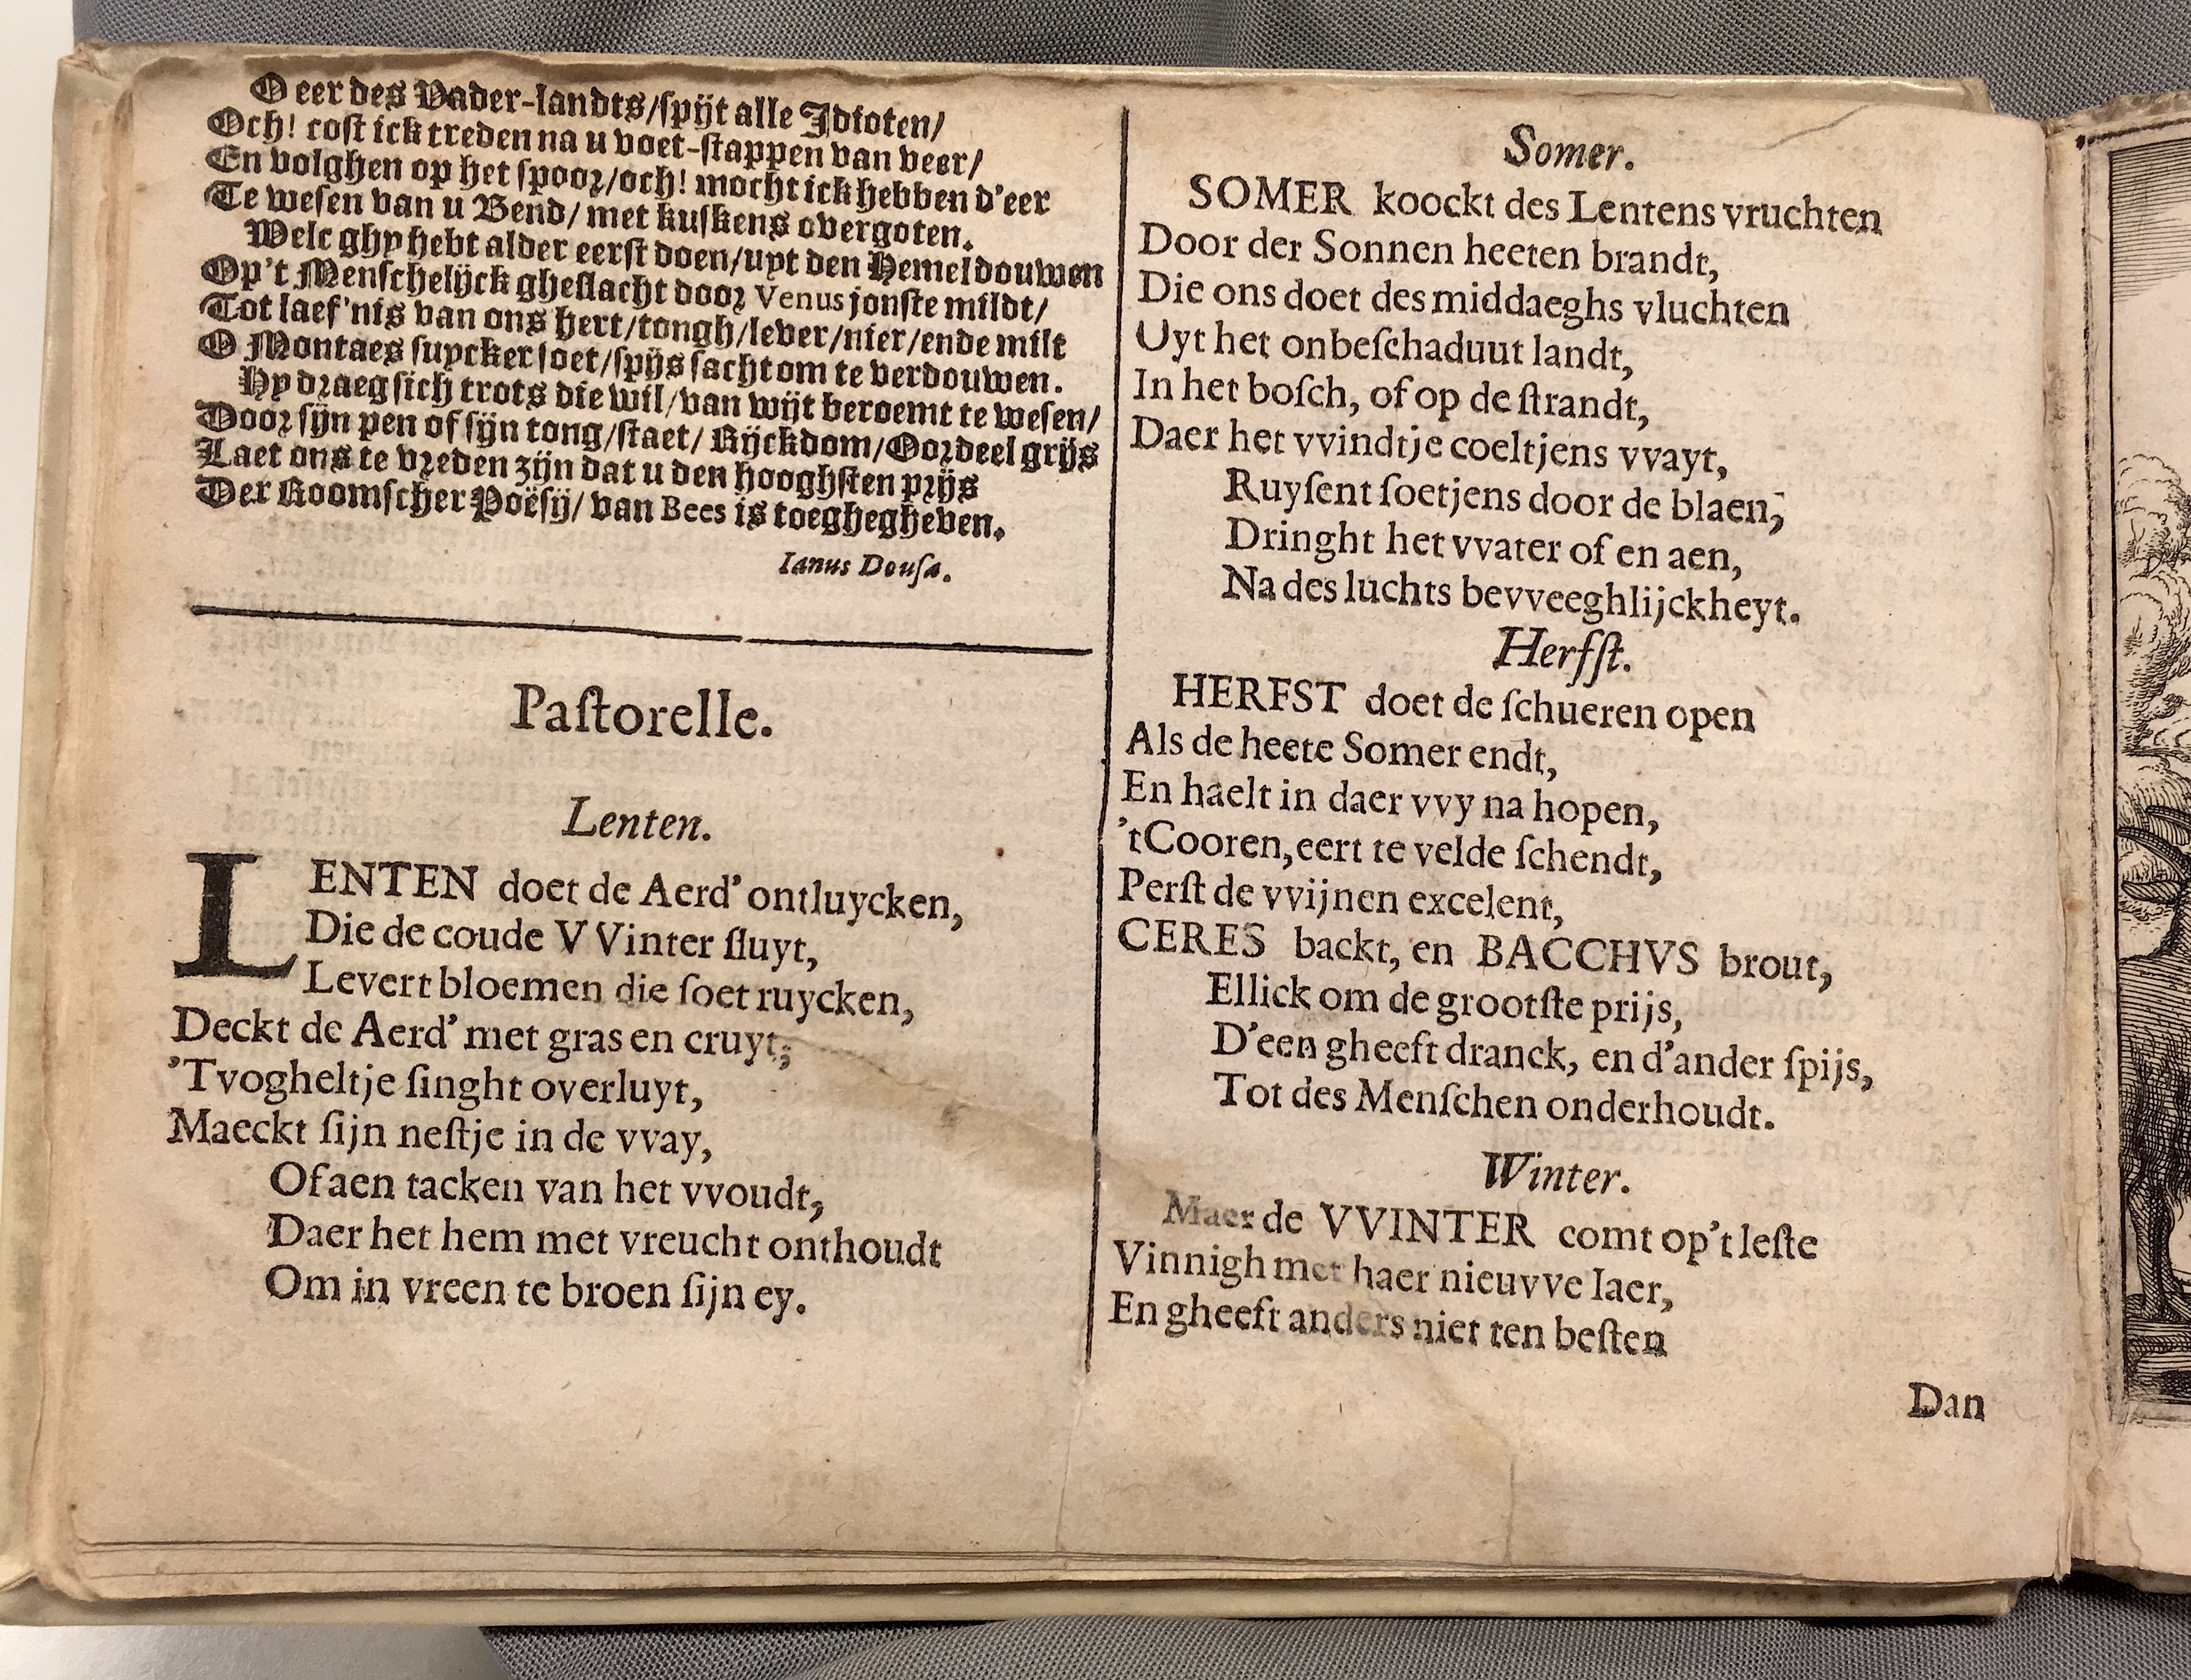 O eer des Vader-landts/spijt alle Idioten/
Och! cost ick treden na u voet-stappen van veer/
En volghen op het spoor/och! mocht ick hebben d'eer
Te wesen van u Bend/ met kuskens overgoten.
Welc ghy hebt alder eerst doen/uyt den Hemel douwen
Op't Menschelijck gheslacht door Venus jonste mildt/
Tot laef'nis van ons hert/tongh/lever/nier/ende milt
O Montaes suycker soet/spijs sacht om te verdouwen.
Hy draeg sich trots die wil/van wijt beroemt te wesen/
Door sijn pen of sijn tong/staet/ Rijckdom/Oordeel grijs
Laet ons te vreden zijn dat u den hooghsten prijs
Der Roomscher Poësij/ van Bees is toeghegheven.
Ianus Dousa.
Pastorelle.
Lenten.
LENTEN doet de Aerd' ontluycken,
Die de coude VVinter sluyt,
Levert bloemen die soet ruycken,
Deckt de Aerd' met gras en cruyt;
'Tvogheltje singht overluyt,
Maeckt sijn nestje in de vvay,
Of aen tacken van het vvoudt,
Daer het hem met vreucht onthoudt
Om in vreen te broen sijn ey.
Somer.
SOMER koockt des Lentens vruchten
Door der Sonnen heeten brandt,
Die ons doet des middaeghs vluchten
Uyt het onbeschaduut landt,
In het bosch, of op de strandt,
Daer het vvindtje coeltjens vvayt,
Ruysent soetjens door de blaen,
Dringht het vvater of en aen,
Na des luchts bevveeghlijckheyt.
Herfst.
HERFST doet de schueren open
Als de heete Somer endt,
En haelt in daer vvy na hopen,
't Cooren, eert te velde schendt,
Perst de vvijnen excelent,
CERES backt, en BACCHVS brout,
Ellick om de grootste prijs,
D'een gheeft dranck, en d'ander spijs,
Tot des Menschen onderhoudt.
Winter.
Maer de VVINTER comt op't leste
Vinnigh met haer nieuvve Iaer,
En gheeft anders niet ten besten
Dan